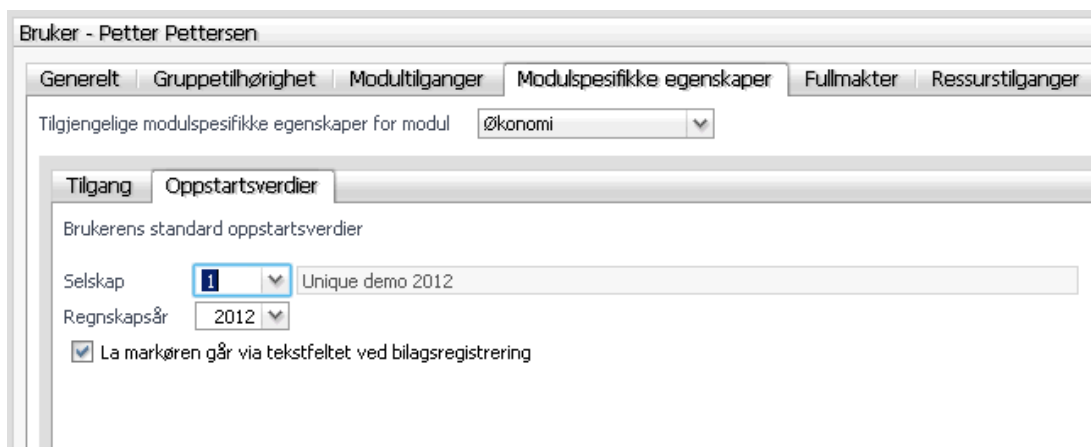 Bruker - Petter Pettersen
Generelt Gruppetilhørighet Modultilganger Modulspesifikke egenskaper Fullmakter Ressurstilganger
Tilgjengelige modulspesifikke egenskaper for modul Økonomi
Tilgang Oppstartsverdier
Brukerens standard oppstartsverdier
Selskap 1 Unique demo 2012
Regnskapsår 2012
La markøren går via tekstfeltet ved bilagsregistrering